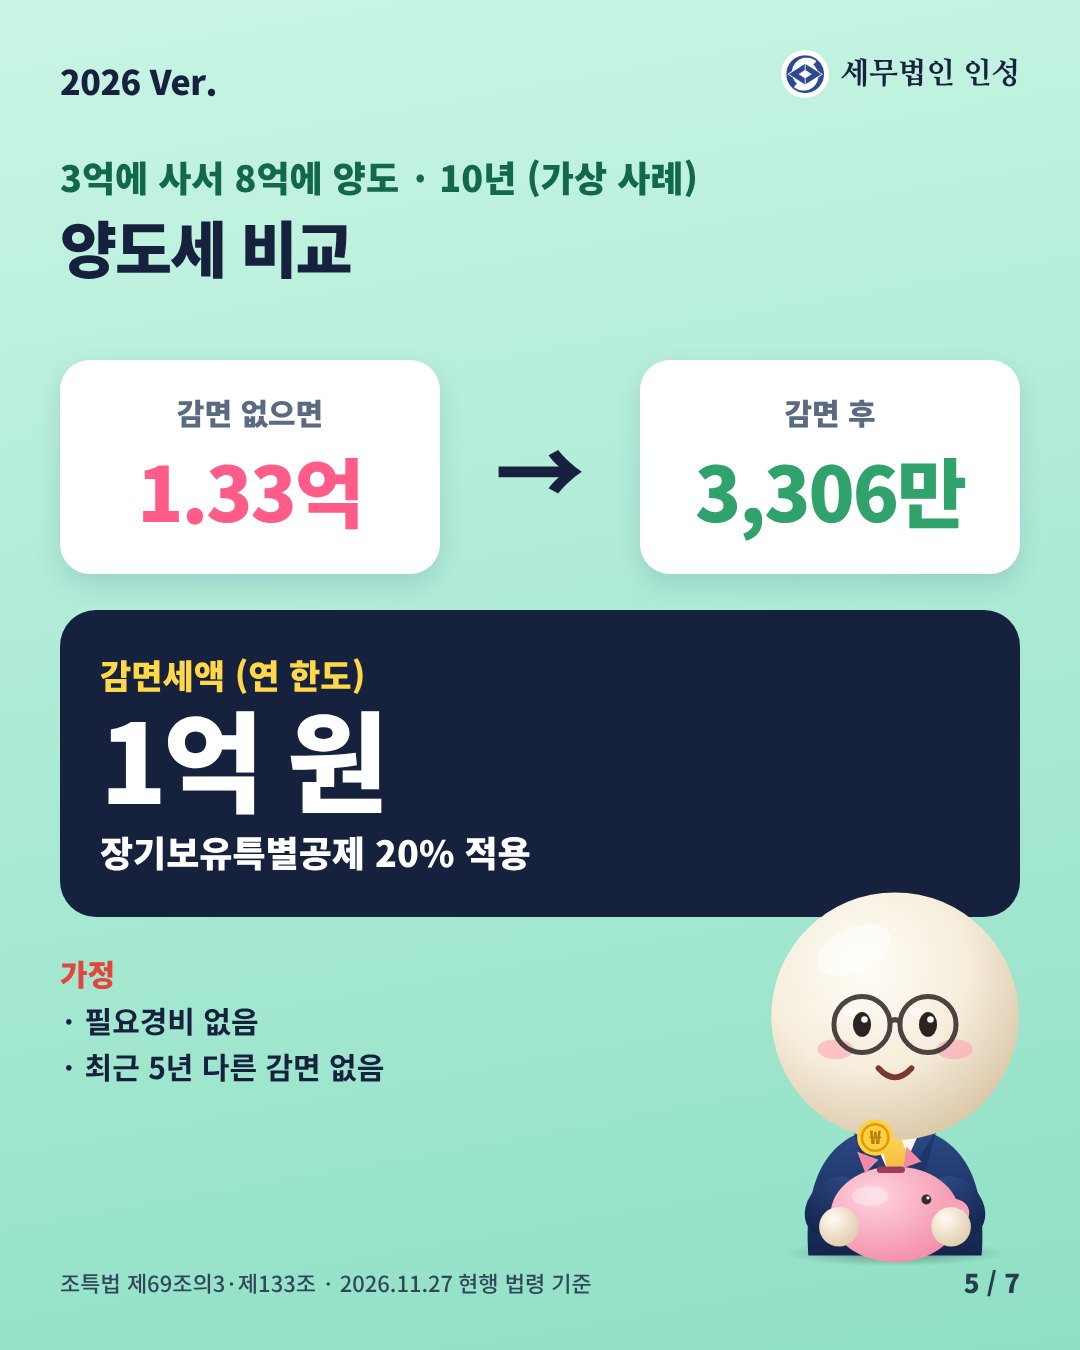 2026 Ver.
세무법인 인성
3억에 사서 8억에 양도 · 10년 (가상 사례)
양도세 비교
감면 없으면
1.33억
→
감면 후
3,306만
감면세액 (연 한도)
1억 원
장기보유특별공제 20% 적용
가정
· 필요경비 없음
· 최근 5년 다른 감면 없음
₩
조특법 제69조의3·제133조 · 2026.11.27 현행 법령 기준
5 / 7